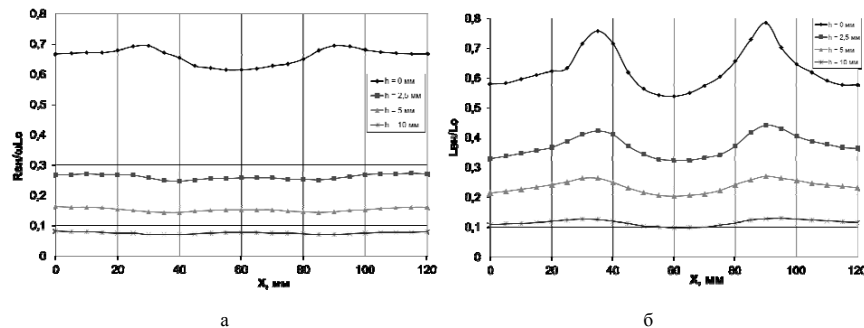 Rвн/ωLo
0,8
0,7
0,6
0,5
0,4
0,3
0,2
0,1
0
0 20 40 60 80 100 120
X, мм
h = 0 мм
h = 2,5 мм
h = 5 мм
h = 10 мм
а
Lвн/Lo
0,8
0,7
0,6
0,5
0,4
0,3
0,2
0,1
0
0 20 40 60 80 100 120
X, мм
h = 0 мм
h = 2,5 мм
h = 5 мм
h = 10 мм
б